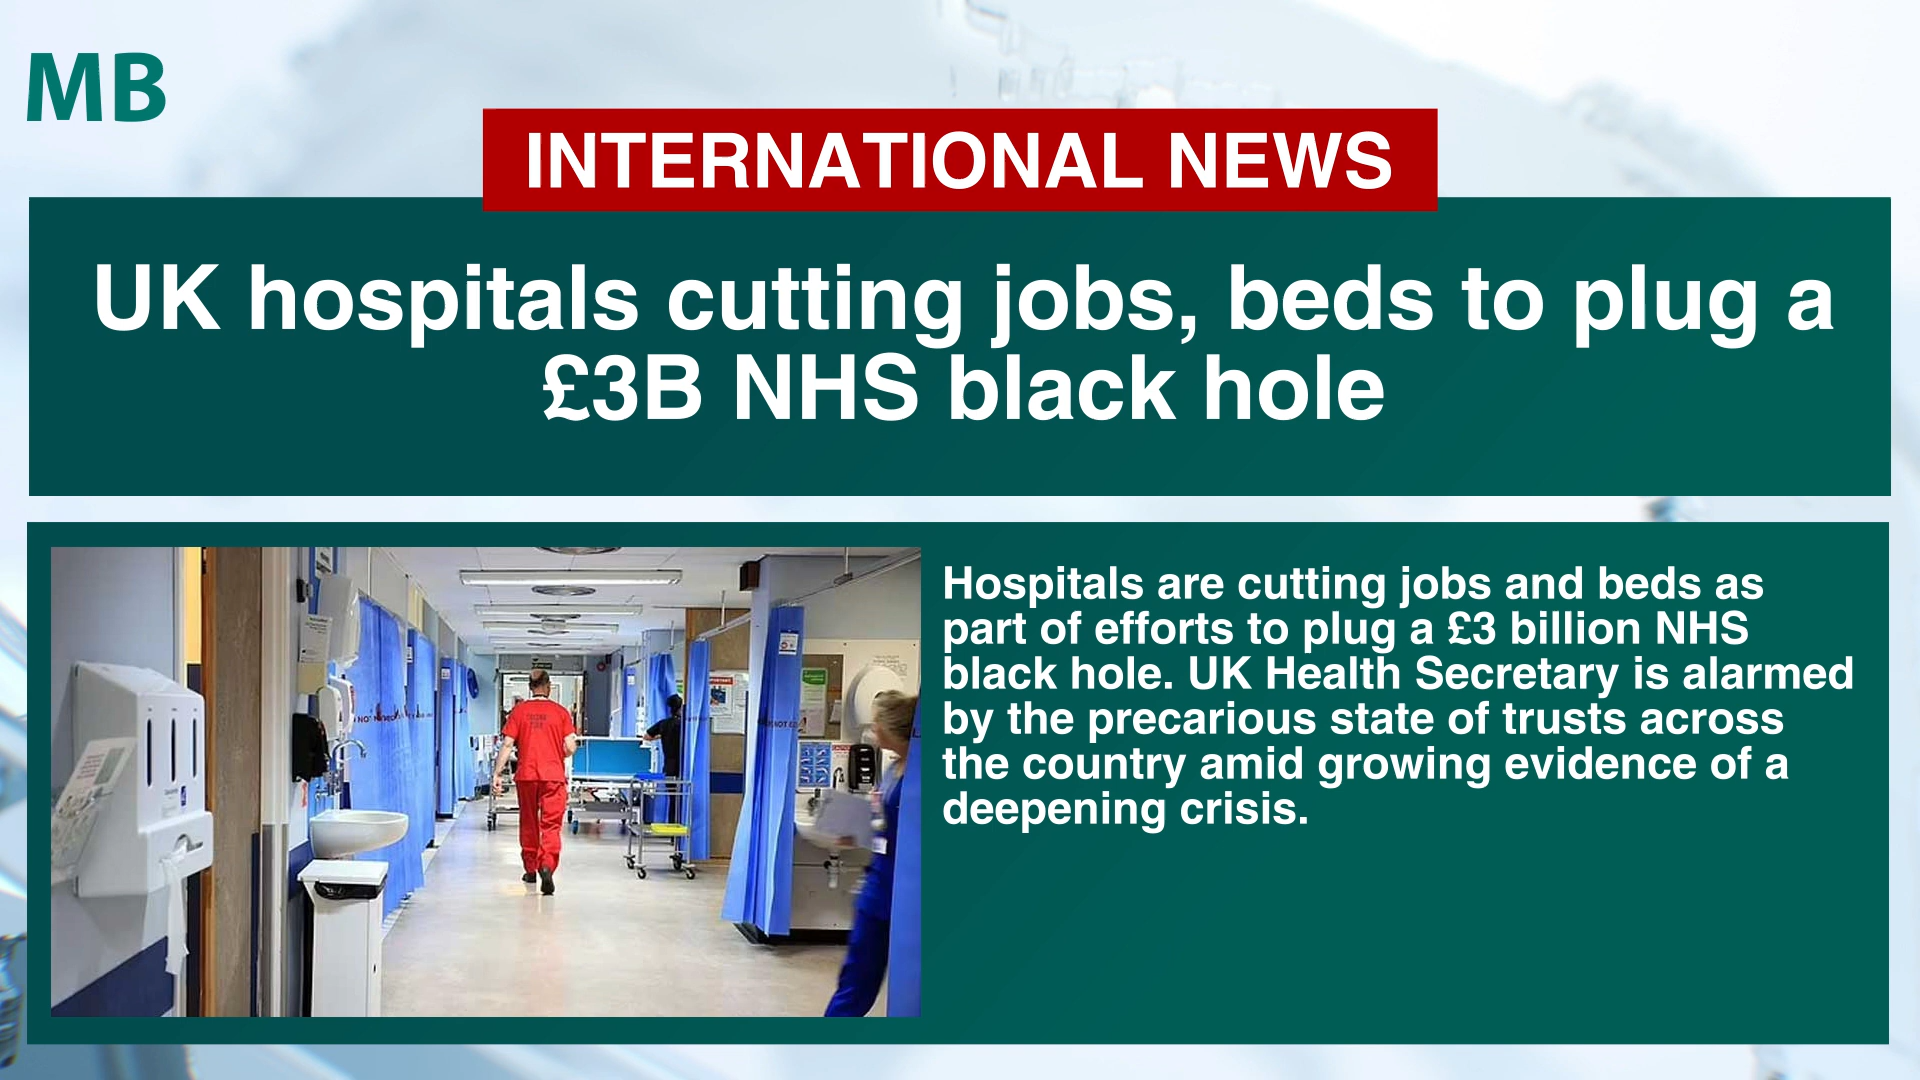 MB
INTERNATIONAL NEWS
UK hospitals cutting jobs, beds to plug a
£3B NHS black hole
Hospitals are cutting jobs and beds as
part of efforts to plug a £3 billion NHS
black hole. UK Health Secretary is alarmed
by the precarious state of trusts across
the country amid growing evidence of a
deepening crisis.